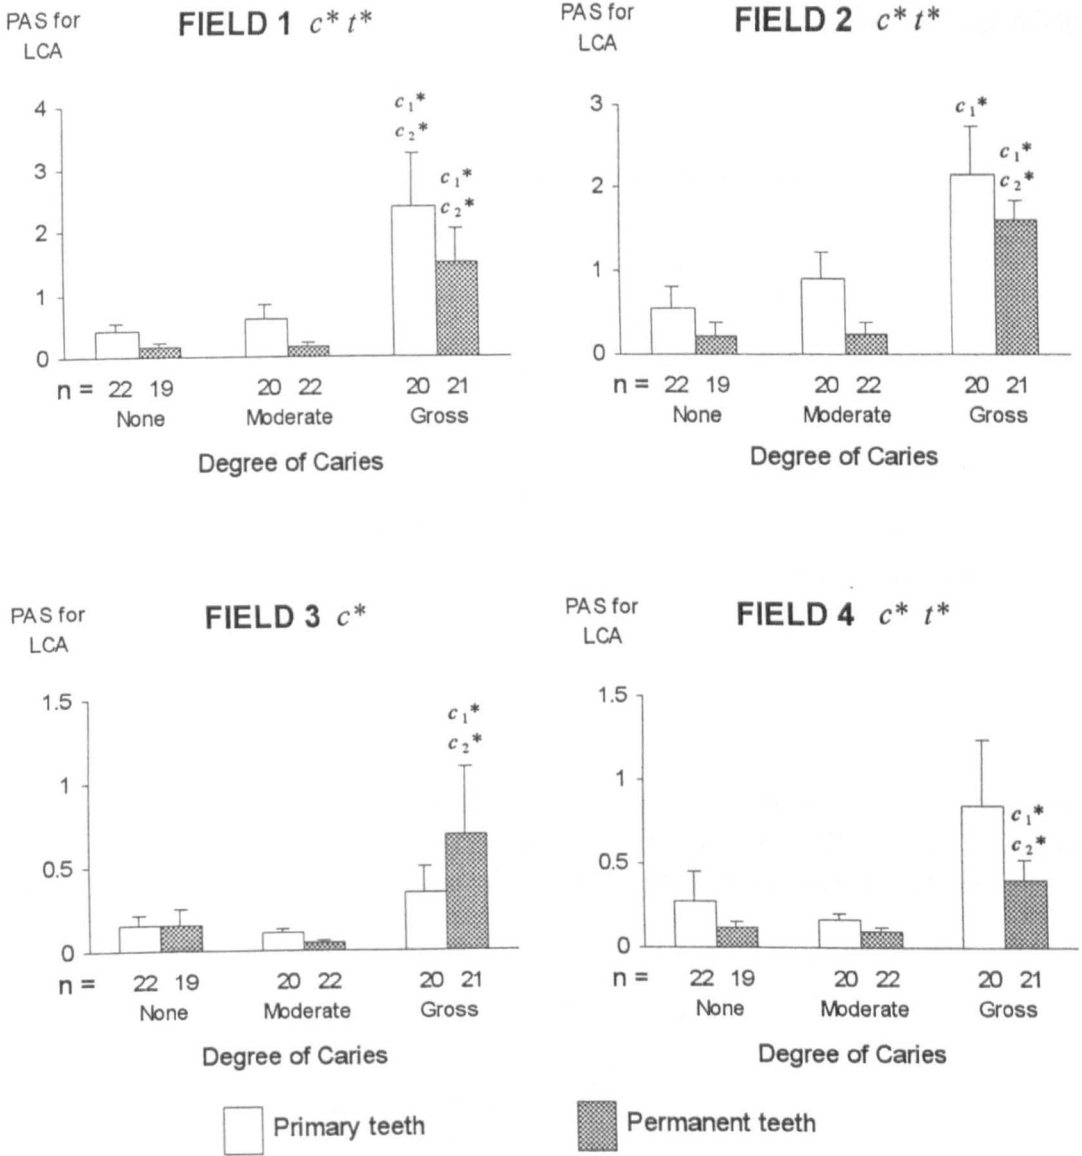 PAS for
LCA
FIELD 1 c* t*
4
3
2
1
0
c₁*
c₂*
c₁*
c₂*
n = 22 19 20 22 20 21
None Moderate Gross
Degree of Caries
PAS for
LCA
FIELD 2 c* t*
3
2
1
0
c₁*
c₁*
c₂*
n = 22 19 20 22 20 21
None Moderate Gross
Degree of Caries
PAS for
LCA
FIELD 3 c*
1.5
1
0.5
0
c₁*
c₂*
n = 22 19 20 22 20 21
None Moderate Gross
Degree of Caries
PAS for
LCA
FIELD 4 c* t*
1.5
1
0.5
0
c₁*
c₂*
n = 22 19 20 22 20 21
None Moderate Gross
Degree of Caries
Primary teeth
Permanent teeth